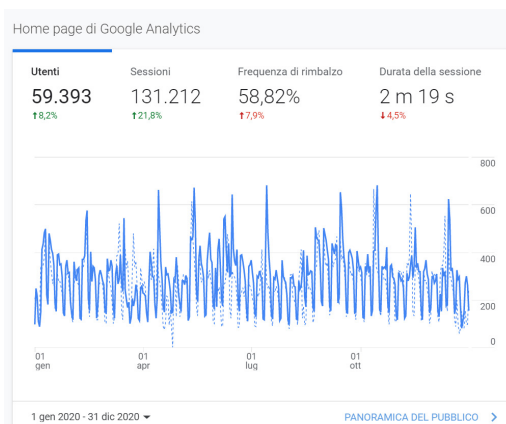 Home page di Google Analytics
Utenti Sessioni Frequenza di rimbalzo Durata della sessione
59.393 131.212 58,82% 2 m 19 s
↑8,2% ↑21,8% ↑7,9% ↓4,5%
800
600
400
200
0
01 01 01 01
gen apr lug ott
1 gen 2020 - 31 dic 2020 PANORAMICA DEL PUBBLICO